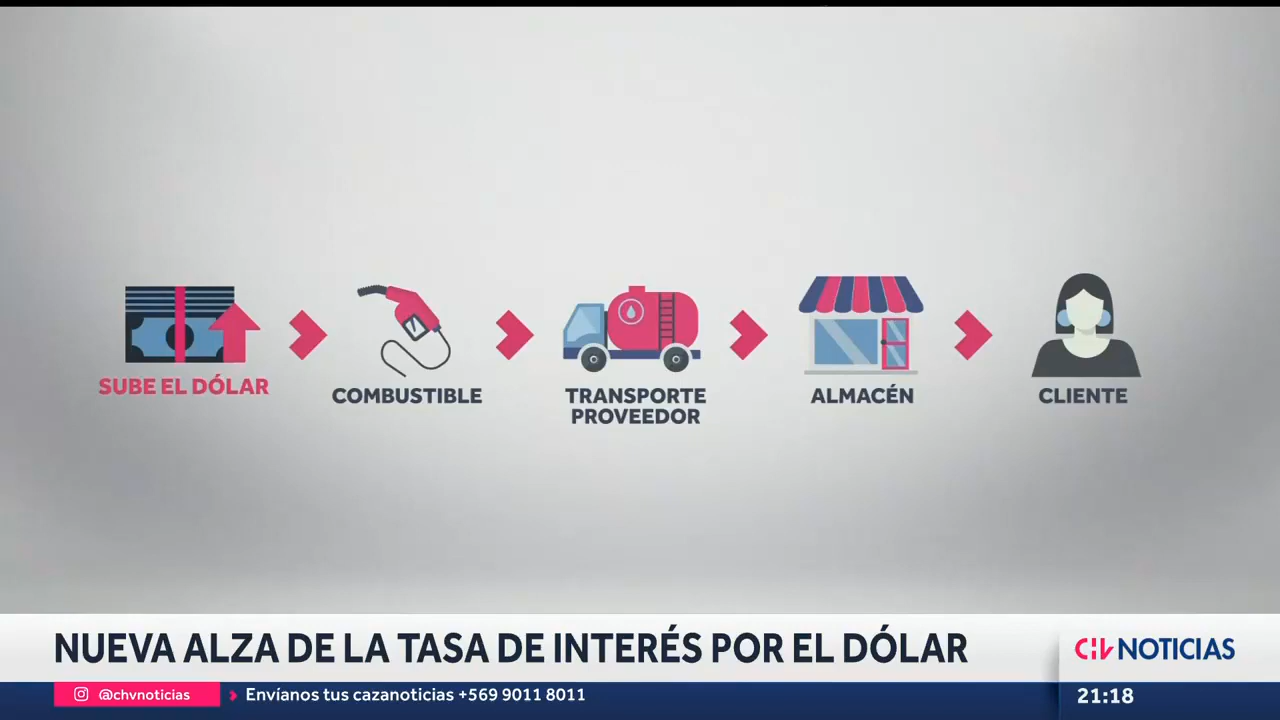 SUBE EL DÓLAR
COMBUSTIBLE
TRANSPORTE
PROVEEDOR
ALMACÉN
CLIENTE
NUEVA ALZA DE LA TASA DE INTERÉS POR EL DÓLAR
CHV NOTICIAS
@chvnoticias
Envíanos tus cazanoticias +569 9011 8011
21:18